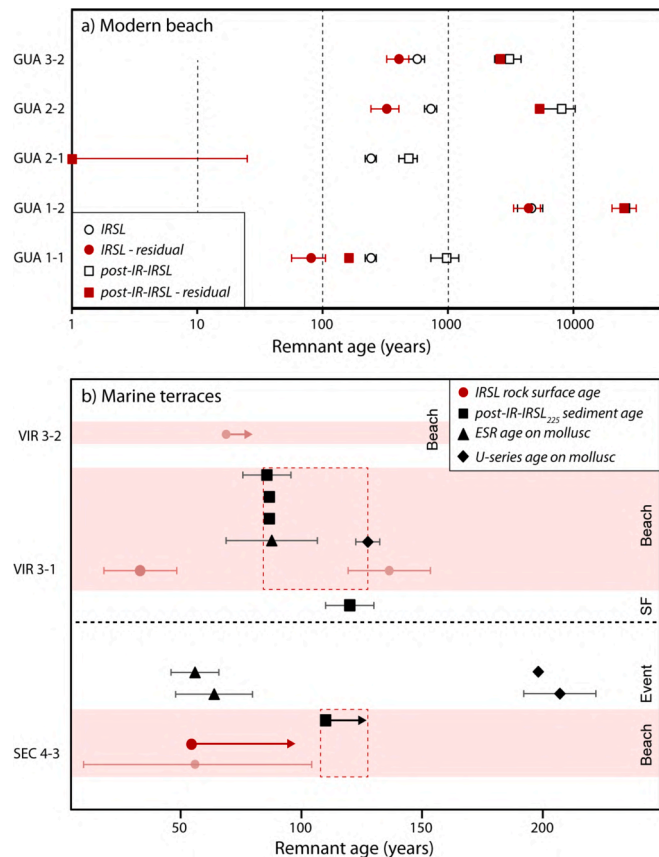 a) Modern beach
GUA 3-2
GUA 2-2
GUA 2-1
GUA 1-2
GUA 1-1
IRSL
IRSL - residual
post-IR-IRSL
post-IR-IRSL - residual
1 10 100 1000 10000
Remnant age (years)
b) Marine terraces
IRSL rock surface age
post-IR-IRSL225 sediment age
ESR age on mollusc
U-series age on mollusc
VIR 3-2
Beach
Beach
VIR 3-1
SF
Event
SEC 4-3
Beach
50 100 150 200
Remnant age (years)